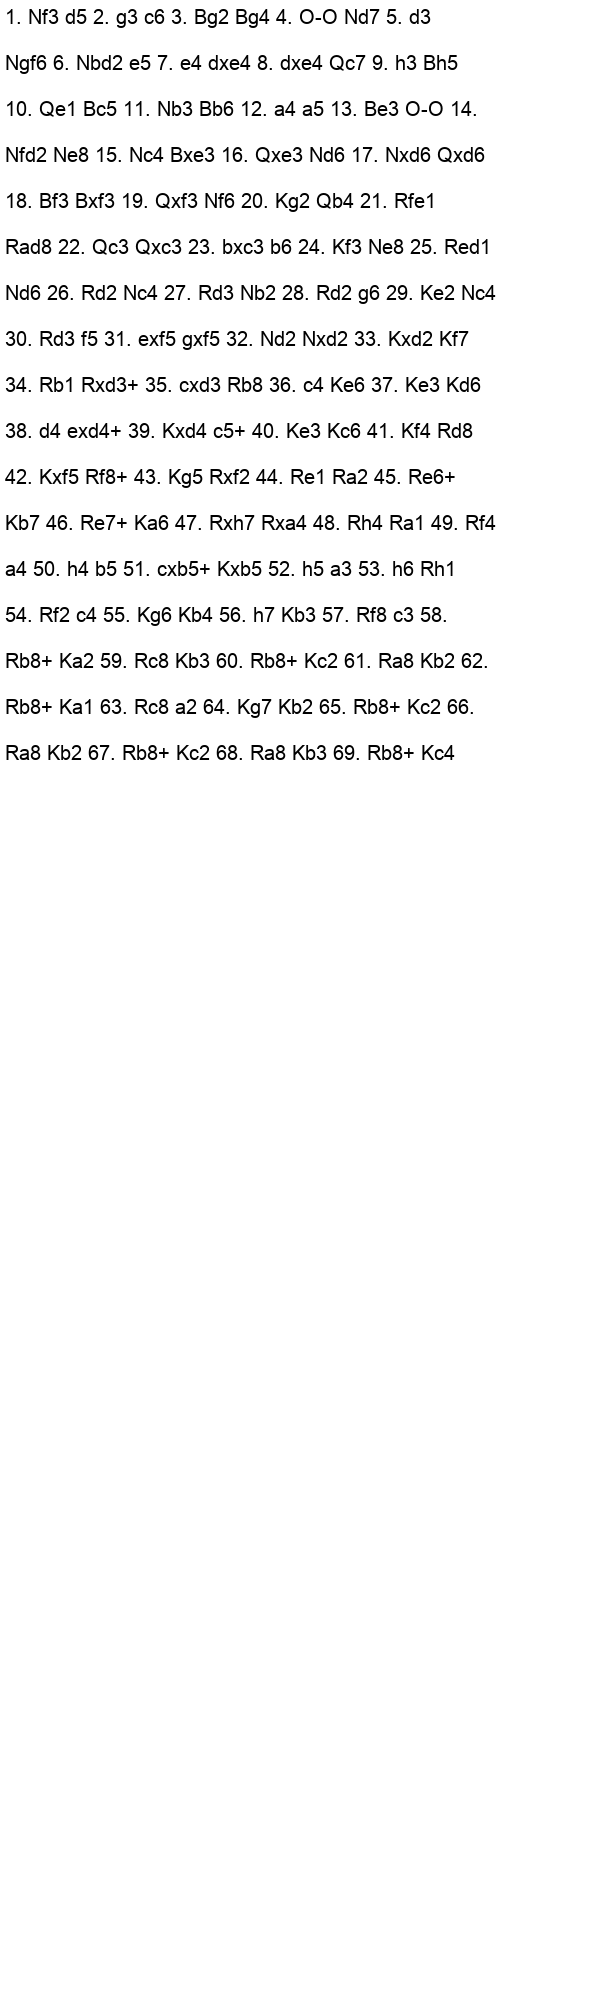 1. Nf3 d5 2. g3 c6 3. Bg2 Bg4 4. O-O Nd7 5. d3
Ngf6 6. Nbd2 e5 7. e4 dxe4 8. dxe4 Qc7 9. h3 Bh5
10. Qe1 Bc5 11. Nb3 Bb6 12. a4 a5 13. Be3 O-O 14.
Nfd2 Ne8 15. Nc4 Bxe3 16. Qxe3 Nd6 17. Nxd6 Qxd6
18. Bf3 Bxf3 19. Qxf3 Nf6 20. Kg2 Qb4 21. Rfe1
Rad8 22. Qc3 Qxc3 23. bxc3 b6 24. Kf3 Ne8 25. Red1
Nd6 26. Rd2 Nc4 27. Rd3 Nb2 28. Rd2 g6 29. Ke2 Nc4
30. Rd3 f5 31. exf5 gxf5 32. Nd2 Nxd2 33. Kxd2 Kf7
34. Rb1 Rxd3+ 35. cxd3 Rb8 36. c4 Ke6 37. Ke3 Kd6
38. d4 exd4+ 39. Kxd4 c5+ 40. Ke3 Kc6 41. Kf4 Rd8
42. Kxf5 Rf8+ 43. Kg5 Rxf2 44. Re1 Ra2 45. Re6+
Kb7 46. Re7+ Ka6 47. Rxh7 Rxa4 48. Rh4 Ra1 49. Rf4
a4 50. h4 b5 51. cxb5+ Kxb5 52. h5 a3 53. h6 Rh1
54. Rf2 c4 55. Kg6 Kb4 56. h7 Kb3 57. Rf8 c3 58.
Rb8+ Ka2 59. Rc8 Kb3 60. Rb8+ Kc2 61. Ra8 Kb2 62.
Rb8+ Ka1 63. Rc8 a2 64. Kg7 Kb2 65. Rb8+ Kc2 66.
Ra8 Kb2 67. Rb8+ Kc2 68. Ra8 Kb3 69. Rb8+ Kc4